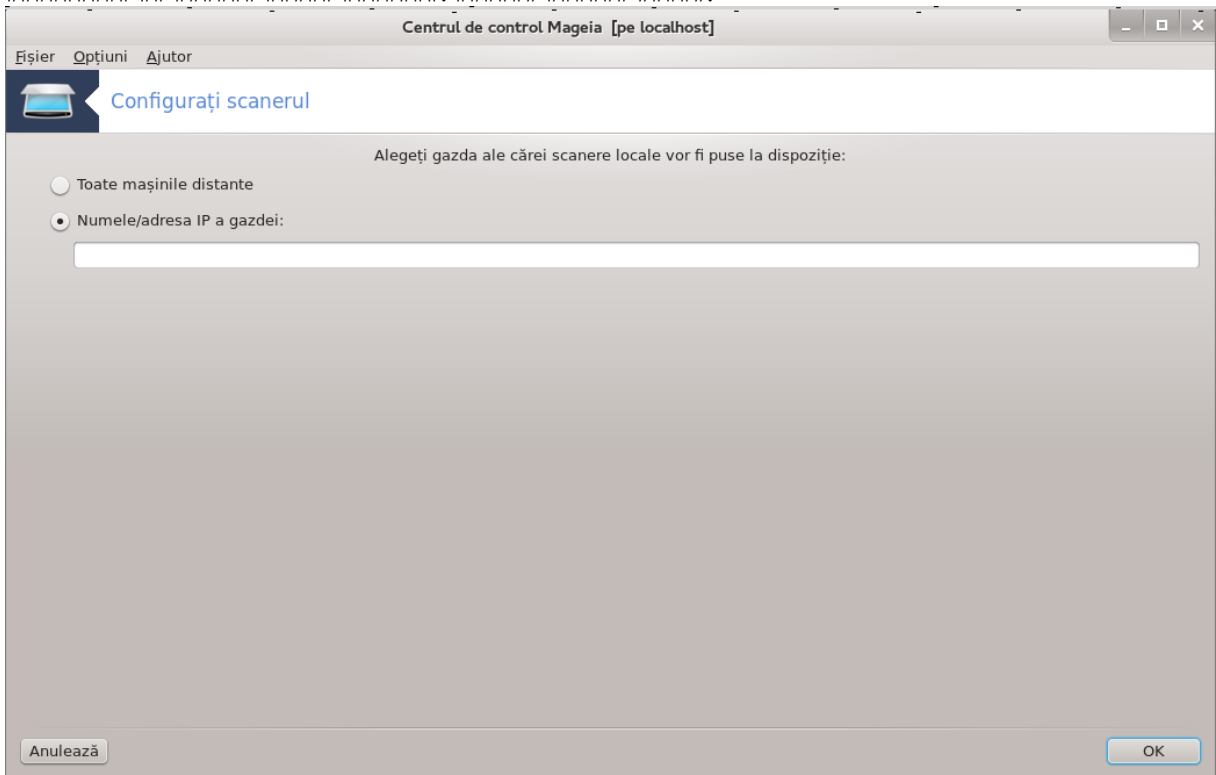 Centrul de control Mageia [pe localhost]
Fișier Opțiuni Ajutor
Configurați scanerul
Alegeți gazda ale cărei scanere locale vor fi puse la dispoziție:
Toate mașinile distante
Numele/adresa IP a gazdei:
Anulează
OK